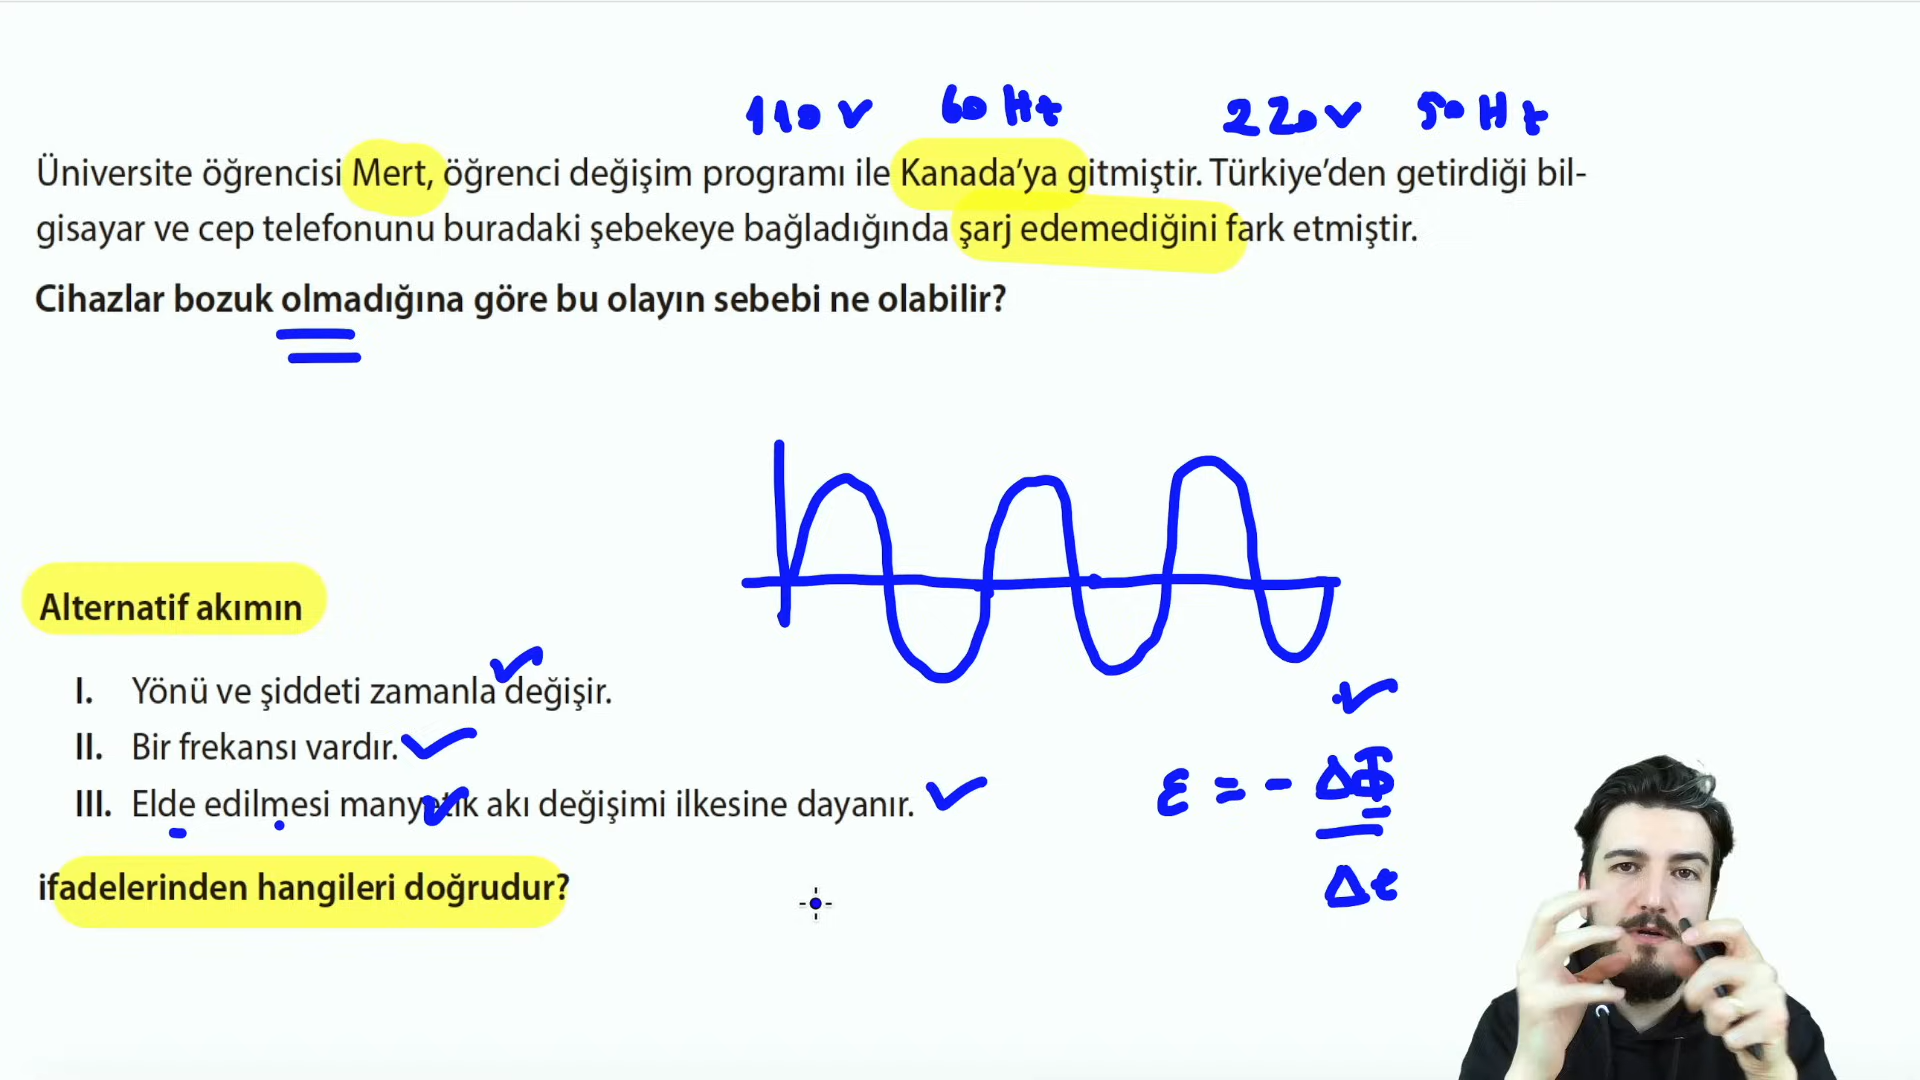 110V 60 Hz 220V 50 Hz
Üniversite öğrencisi Mert, öğrenci değişim programı ile Kanada'ya gitmiştir. Türkiye'den getirdiği bil-
gisayar ve cep telefonunu buradaki şebekeye bağladığında şarj edemediğini fark etmiştir.
Cihazlar bozuk olmadığına göre bu olayın sebebi ne olabilir?
Alternatif akımın
I. Yönü ve şiddeti zamanla değişir.
II. Bir frekansı vardır.
III. Elde edilmesi manyetik akı değişimi ilkesine dayanır.
ε = - ΔΦ
Δt
ifadelerinden hangileri doğrudur?